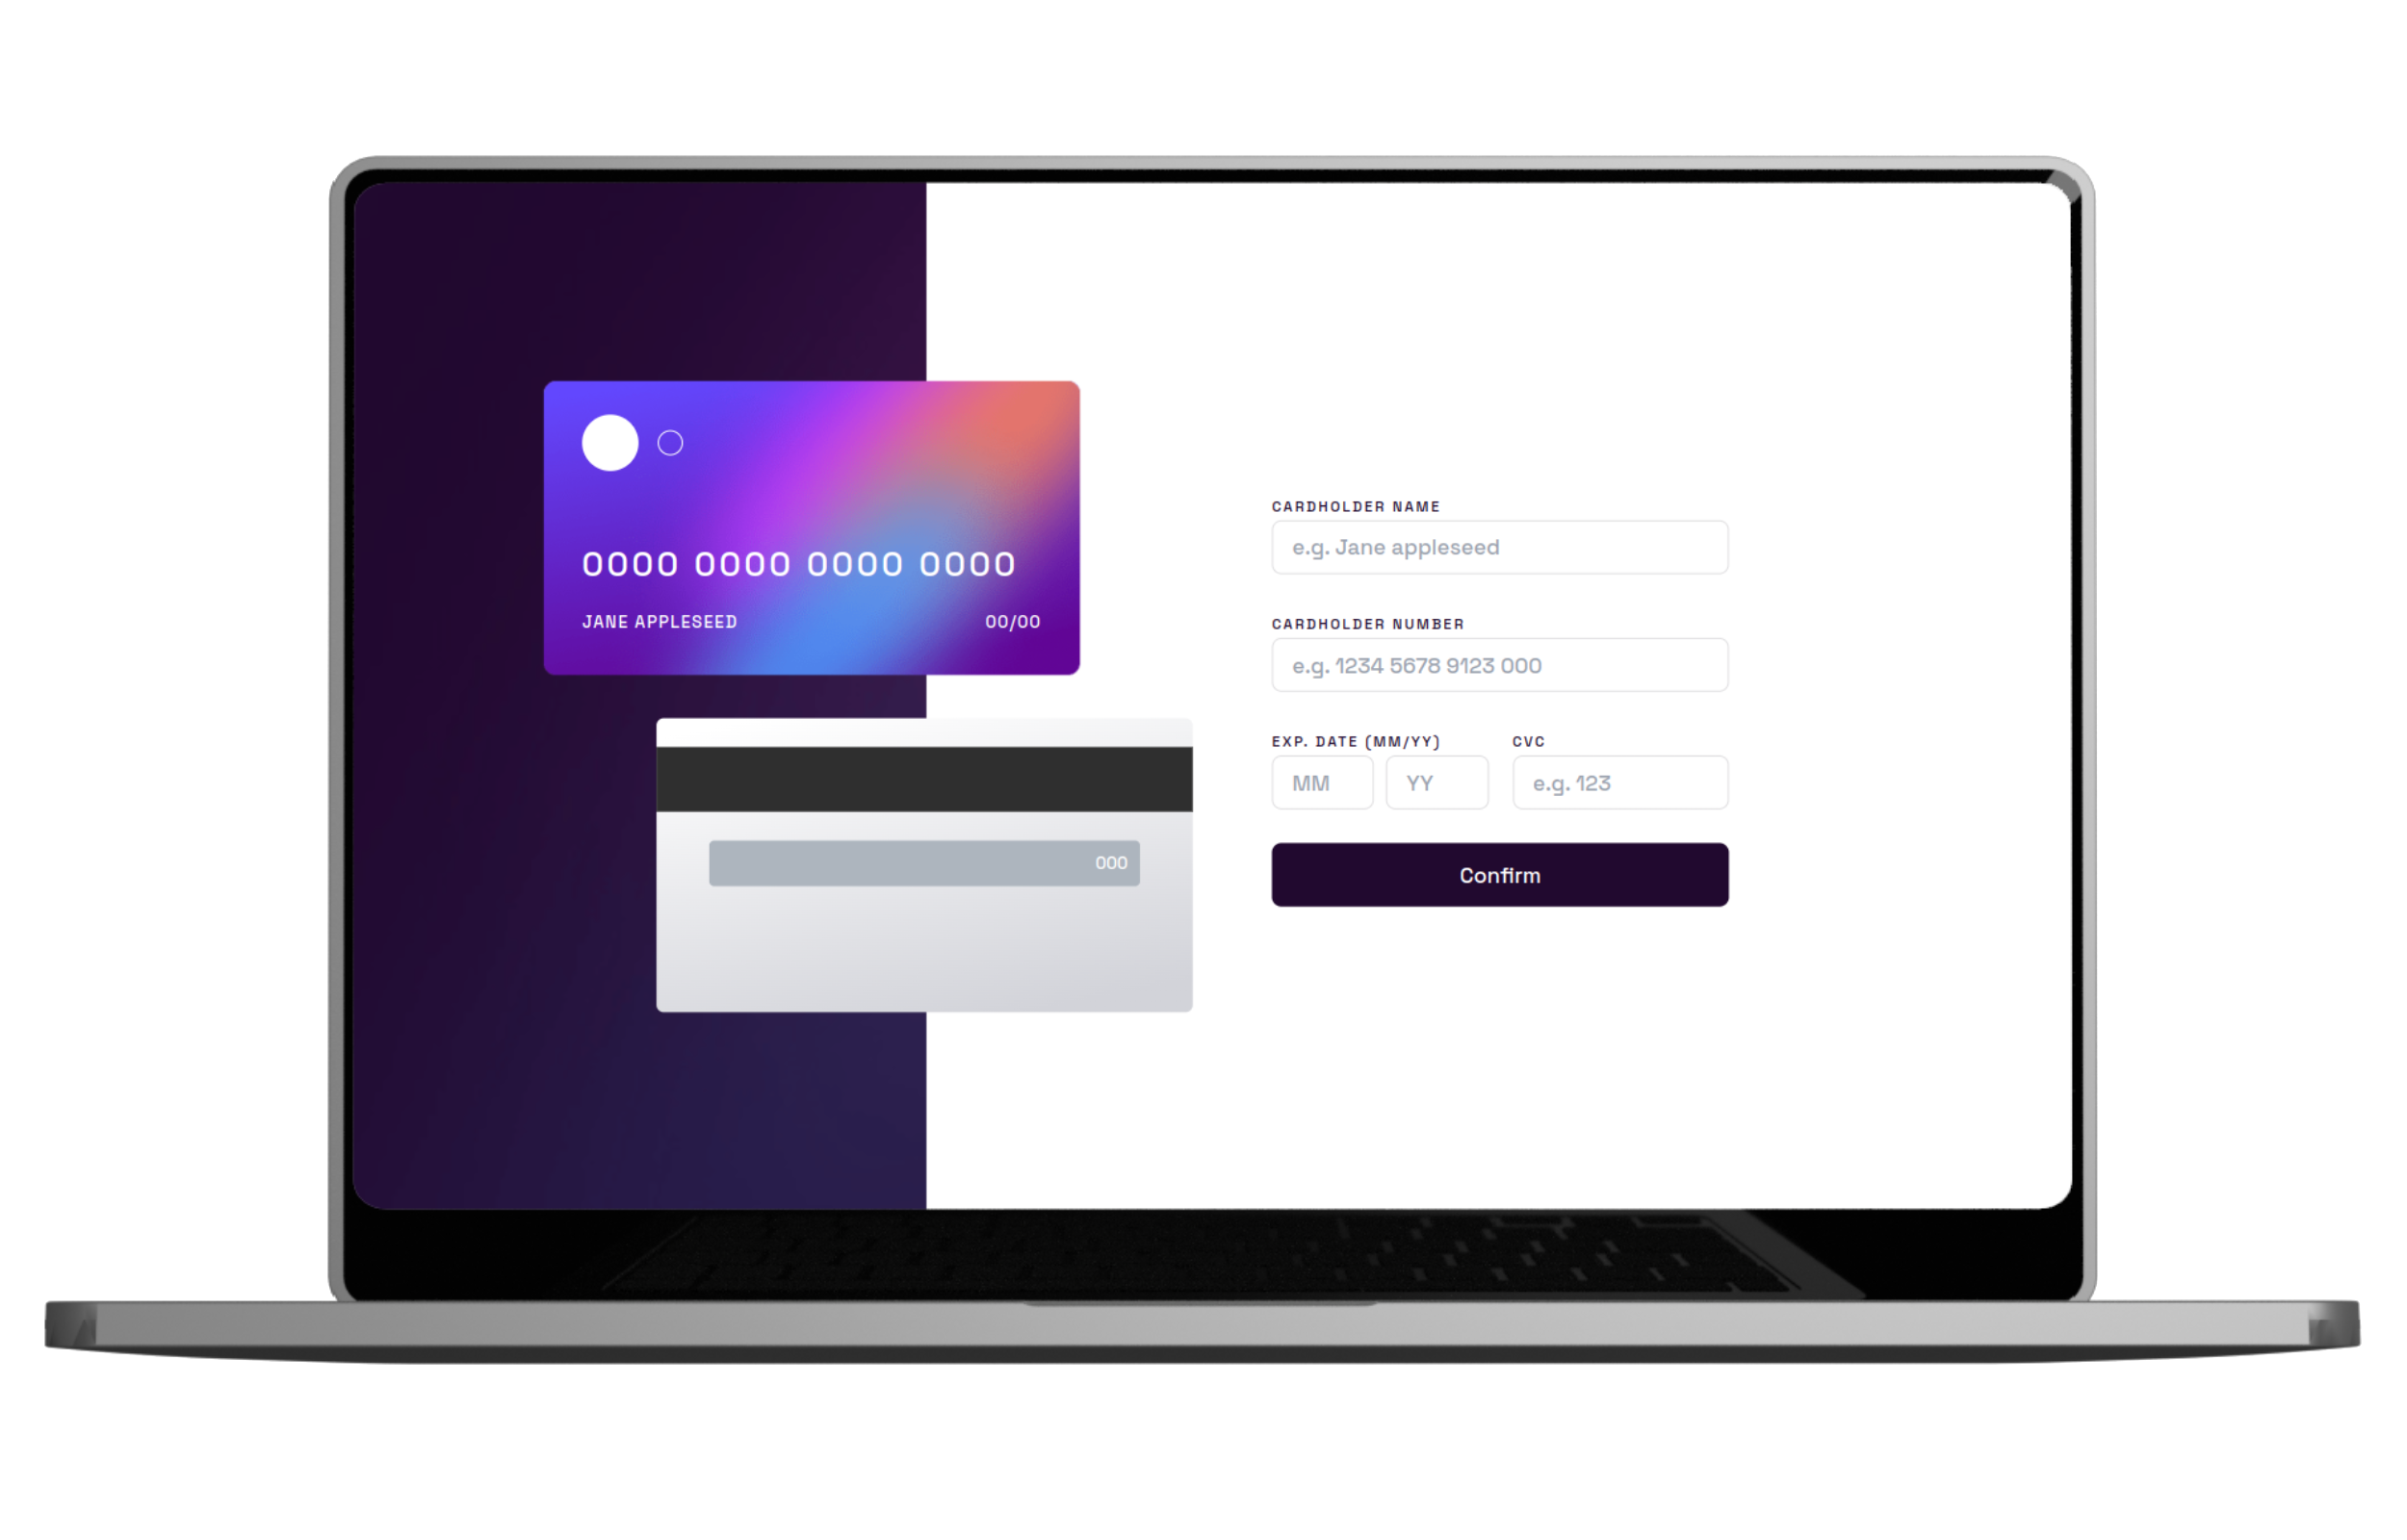 0000 0000 0000 0000
JANE APPLESEED 00/00
000
CARDHOLDER NAME
e.g. Jane appleseed
CARDHOLDER NUMBER
e.g. 1234 5678 9123 000
EXP. DATE (MM/YY) CVC
MM YY e.g. 123
Confirm